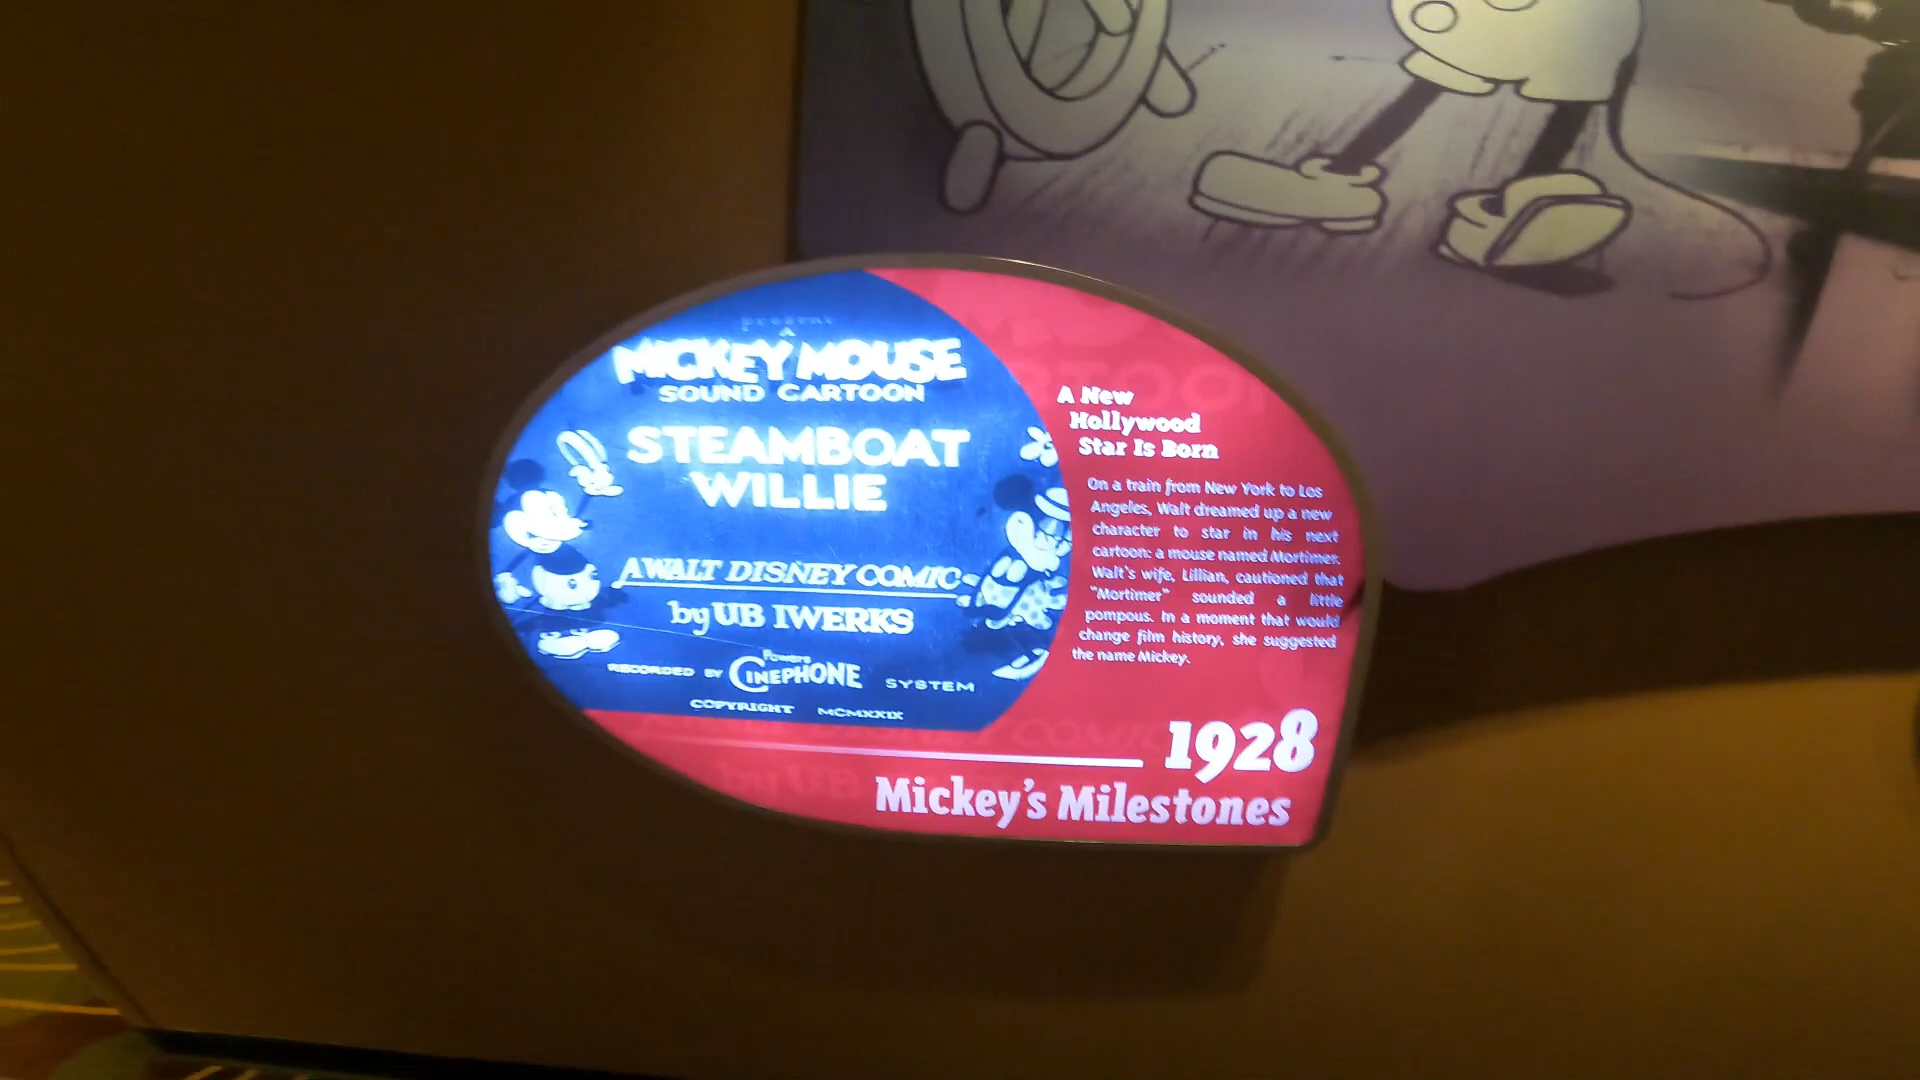 Present
A
MICKEY MOUSE
SOUND CARTOON
STEAMBOAT
WILLIE
A WALT DISNEY COMIC
by UB IWERKS
Powers
RECORDED BY CINEPHONE SYSTEM
COPYRIGHT MCMXXIX
A New
Hollywood
Star Is Born
On a train from New York to Los
Angeles, Walt dreamed up a new
character to star in his next
cartoon: a mouse named Mortimer.
Walt's wife, Lillian, cautioned that
"Mortimer" sounded a little
pompous. In a moment that would
change film history, she suggested
the name Mickey.
1928
Mickey's Milestones